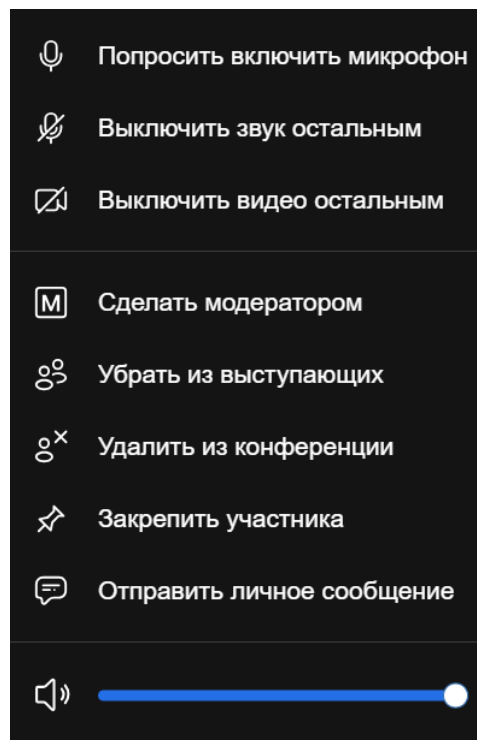 Попросить включить микрофон
Выключить звук остальным
Выключить видео остальным
M Сделать модератором
Убрать из выступающих
Удалить из конференции
Закрепить участника
Отправить личное сообщение